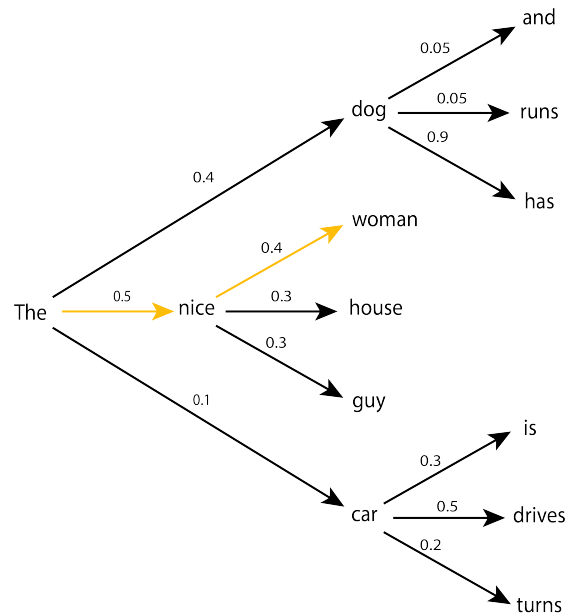 and
0.05
dog
0.05
runs
0.9
has
0.4
woman
0.4
The
0.5
nice
0.3
house
0.3
guy
0.1
is
0.3
car
0.5
drives
0.2
turns